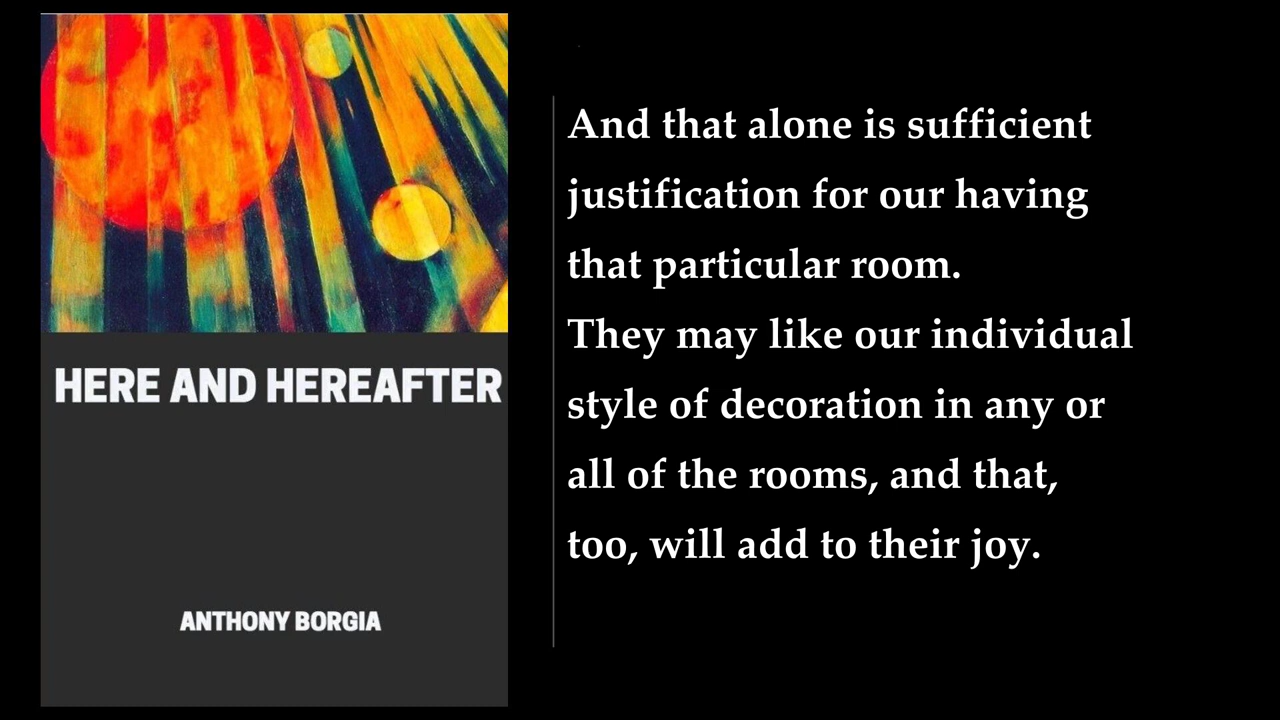 HERE AND HEREAFTER
ANTHONY BORGIA
And that alone is sufficient
justification for our having
that particular room.
They may like our individual
style of decoration in any or
all of the rooms, and that,
too, will add to their joy.